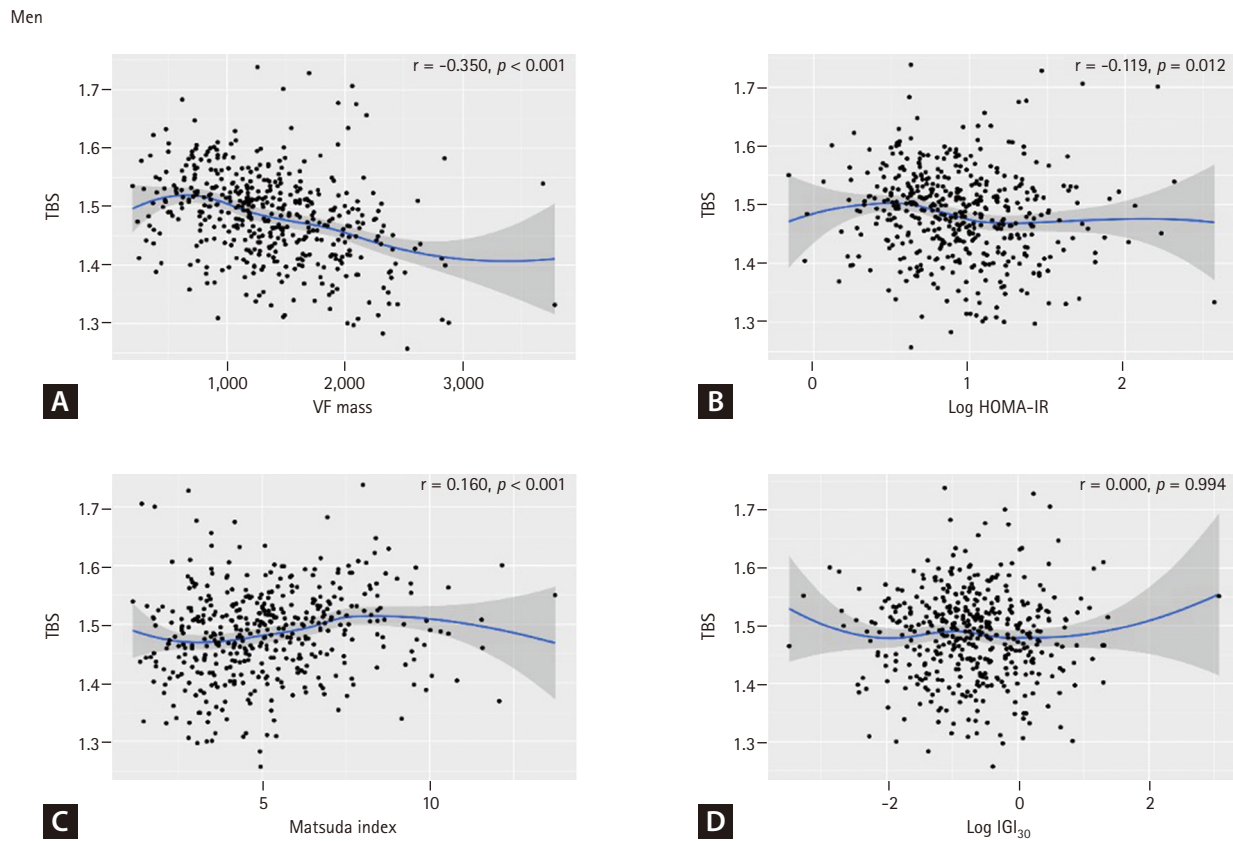 Men
r = -0.350, p < 0.001
1.7
1.6
1.5
1.4
1.3
TBS
1,000 2,000 3,000
VF mass
A
r = -0.119, p = 0.012
1.7
1.6
1.5
1.4
1.3
TBS
0 1 2
Log HOMA-IR
B
r = 0.160, p < 0.001
1.7
1.6
1.5
1.4
1.3
TBS
5 10
Matsuda index
C
r = 0.000, p = 0.994
1.7
1.6
1.5
1.4
1.3
TBS
-2 0 2
Log IGI30
D